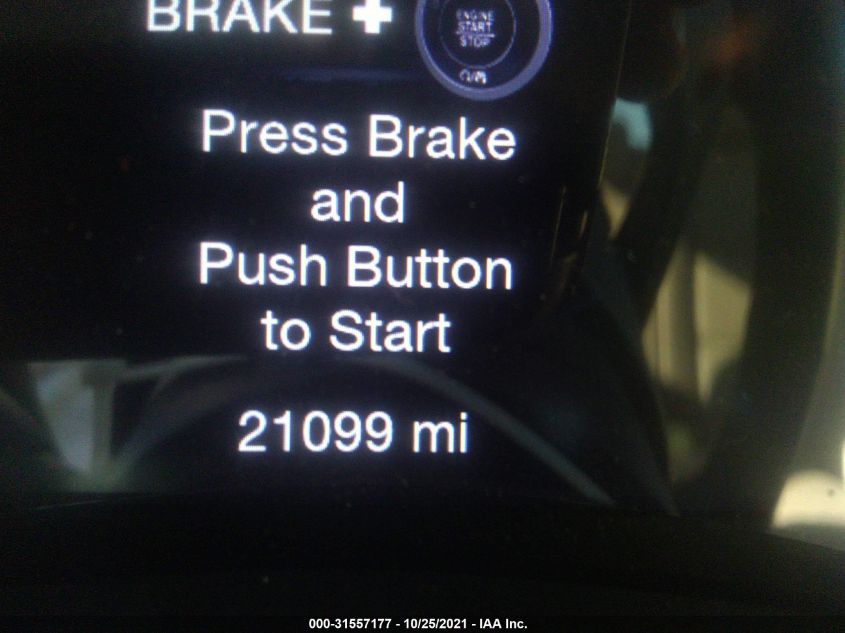 BRAKE +
ENGINE
START
STOP
Press Brake
and
Push Button
to Start
21099 mi
000-31557177 - 10/25/2021 - IAA Inc.